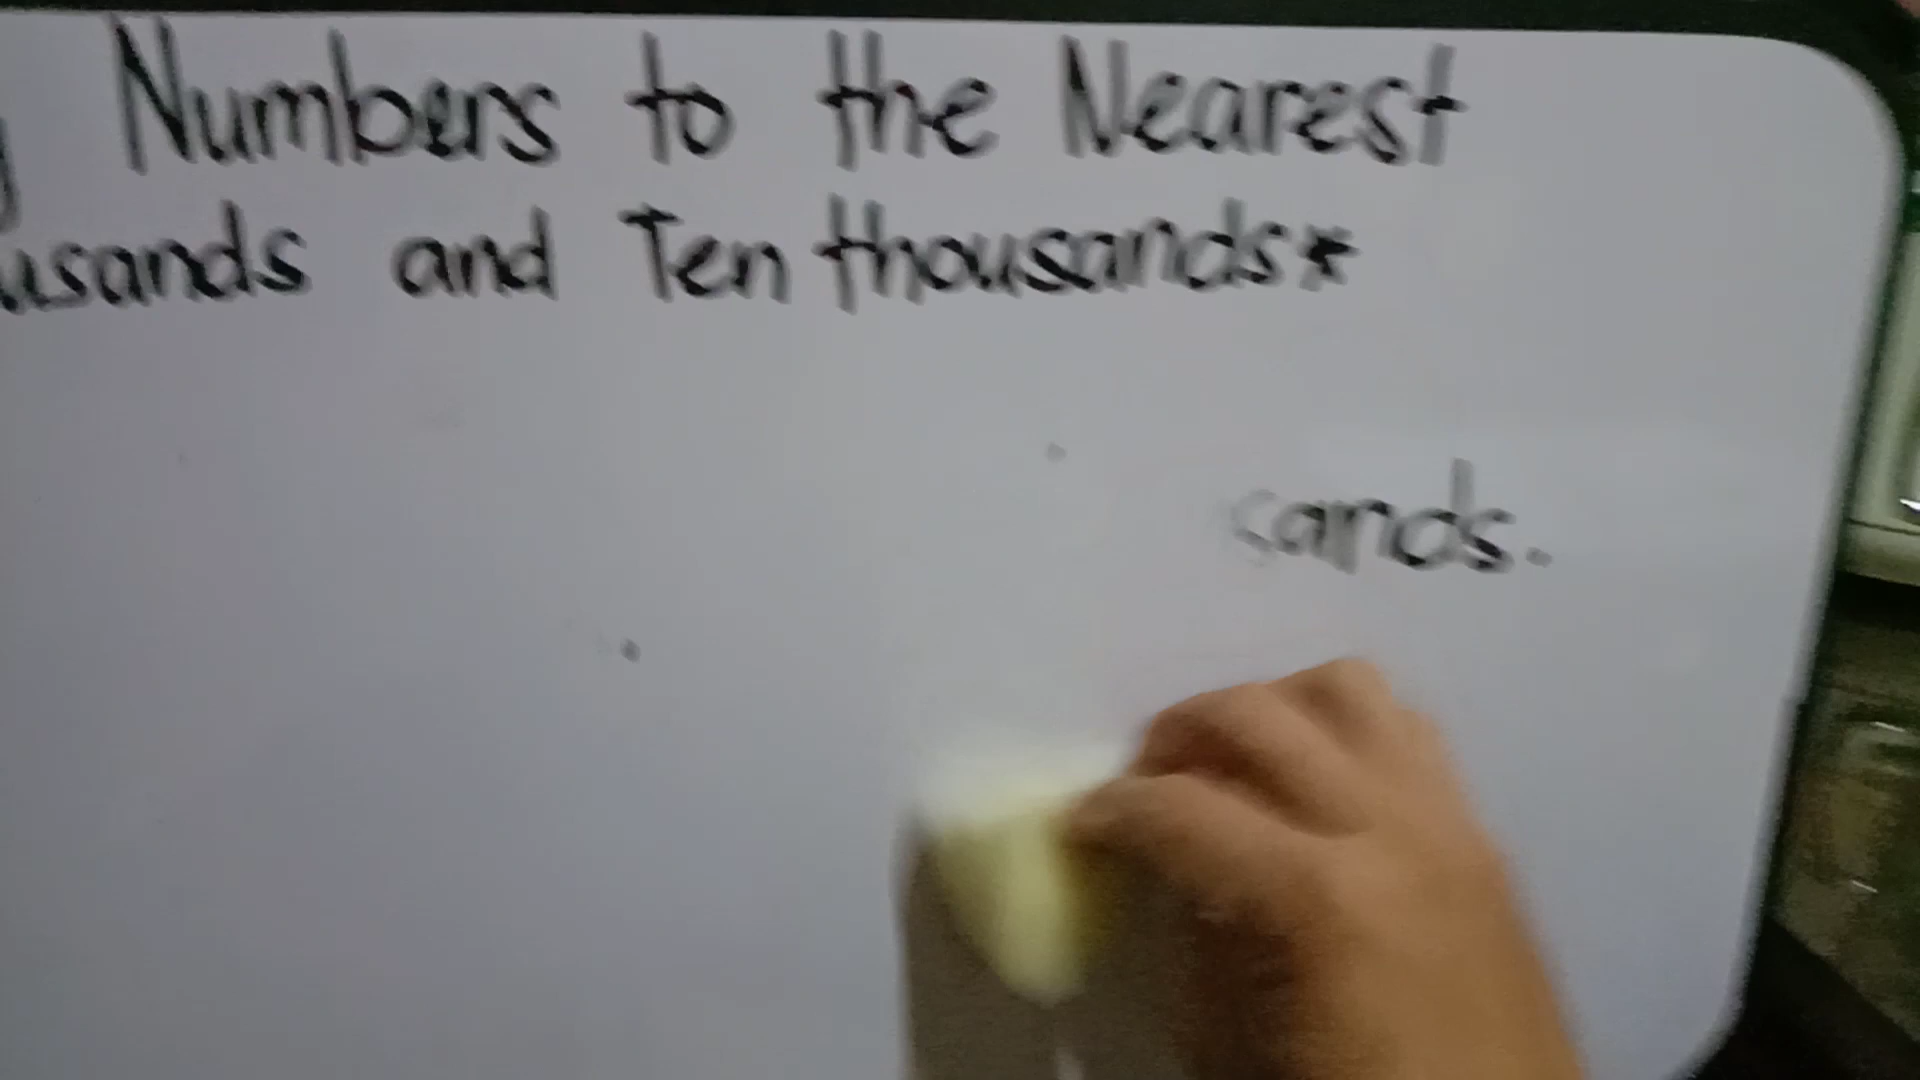 Numbers to the Nearest
usands and Ten thousands*
sands.